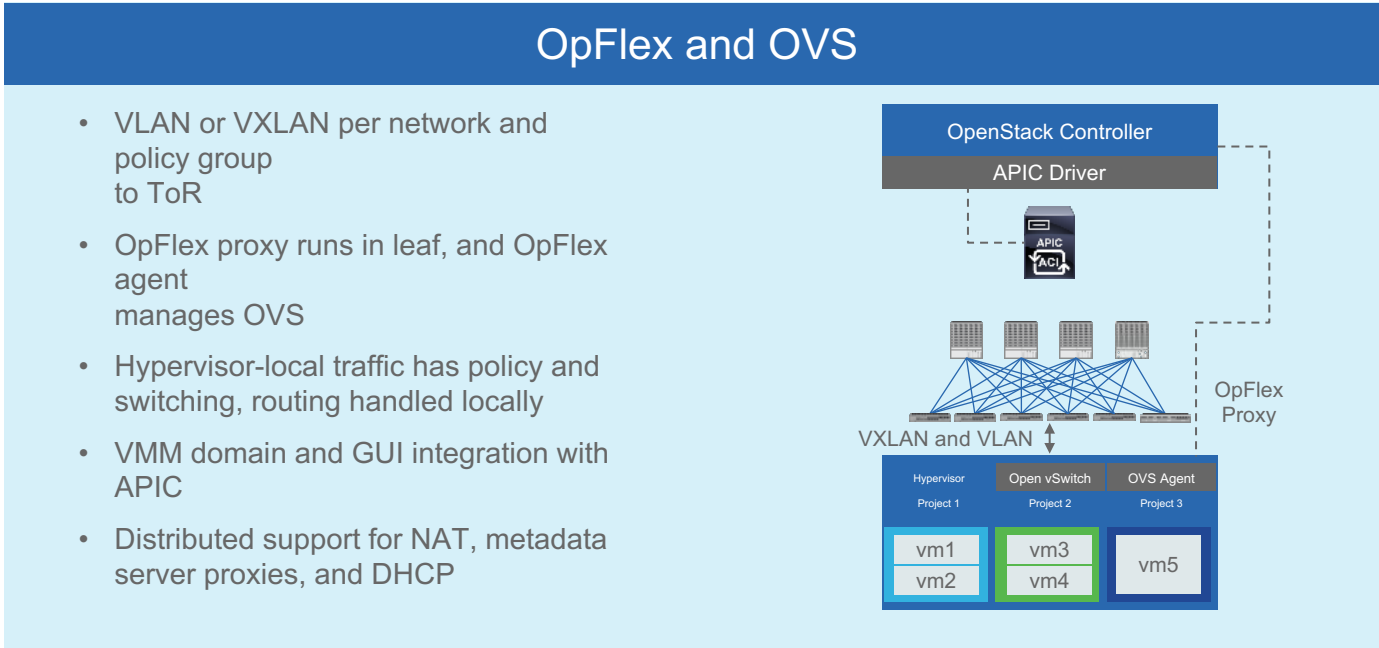 OpFlex and OVS
• VLAN or VXLAN per network and
policy group
to ToR
• OpFlex proxy runs in leaf, and OpFlex
agent
manages OVS
• Hypervisor-local traffic has policy and
switching, routing handled locally
• VMM domain and GUI integration with
APIC
• Distributed support for NAT, metadata
server proxies, and DHCP
OpenStack Controller
APIC Driver
APIC
ACI
OpFlex
Proxy
VXLAN and VLAN
Hypervisor Open vSwitch OVS Agent
Project 1 Project 2 Project 3
vm1 vm3 vm5
vm2 vm4